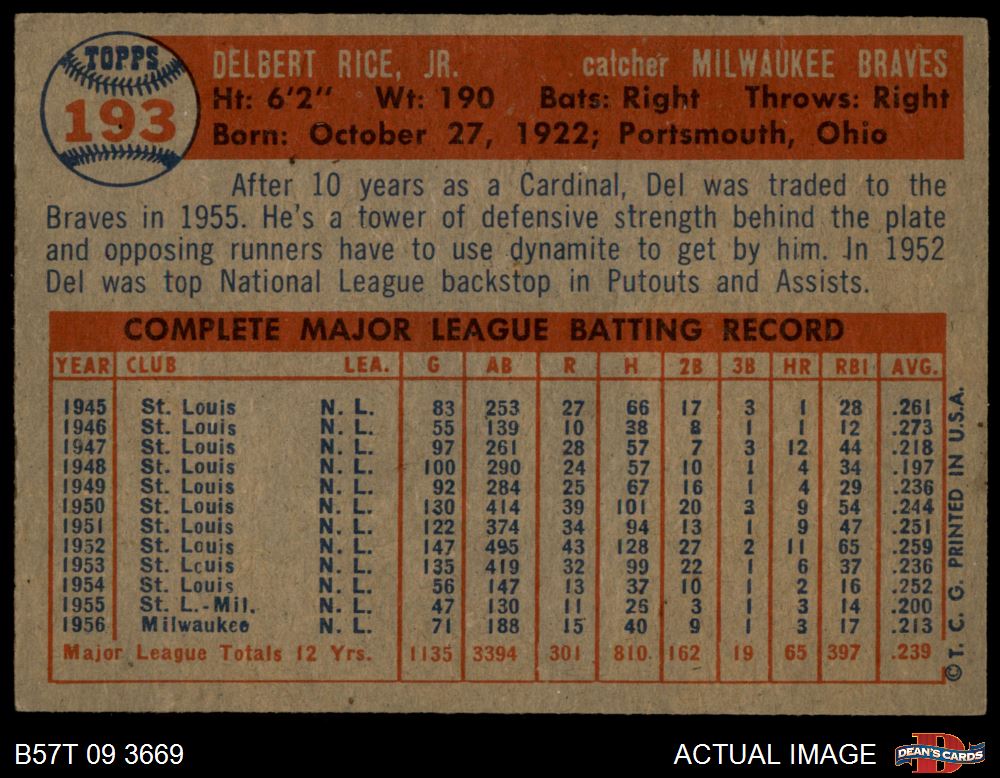 TOPPS
193
DELBERT RICE, JR. catcher MILWAUKEE BRAVES
Ht: 6'2" Wt: 190 Bats: Right Throws: Right
Born: October 27, 1922; Portsmouth, Ohio
After 10 years as a Cardinal, Del was traded to the
Braves in 1955. He's a tower of defensive strength behind the plate
and opposing runners have to use dynamite to get by him. In 1952
Del was top National League backstop in Putouts and Assists.
COMPLETE MAJOR LEAGUE BATTING RECORD
YEAR CLUB LEA. G AB R H 2B 3B HR RBI AVG.
1945 St. Louis N. L. 83 253 27 66 17 3 1 28 .261
1946 St. Louis N. L. 55 139 10 38 8 1 1 12 .273
1947 St. Louis N. L. 97 261 28 57 7 3 12 44 .218
1948 St. Louis N. L. 100 290 24 57 10 1 4 34 .197
1949 St. Louis N. L. 92 284 25 67 16 1 4 29 .236
1950 St. Louis N. L. 130 414 39 101 20 3 9 54 .244
1951 St. Louis N. L. 122 374 34 94 13 1 9 47 .251
1952 St. Louis N. L. 147 495 43 128 27 2 11 65 .259
1953 St. Louis N. L. 135 419 32 99 22 1 6 37 .236
1954 St. Louis N. L. 56 147 13 37 10 1 2 16 .252
1955 St. L.-Mil. N. L. 47 130 11 26 3 1 3 14 .200
1956 Milwaukee N. L. 71 188 15 40 9 1 3 17 .213
Major League Totals 12 Yrs. 1135 3394 301 810 162 19 65 397 .239
© T. C. G. PRINTED IN U.S.A.
B57T 09 3669 ACTUAL IMAGE DEAN'S CARDS